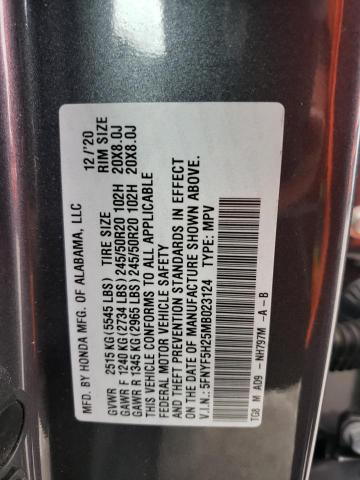 MFD. BY HONDA MFG. OF ALABAMA, LLC 12/'20
TIRE SIZE RIM SIZE
GVWR 2515 KG (5545 LBS)
GAWR F 1240 KG (2734 LBS) 245/50R20 102H 20X8.0J
GAWR R 1345 KG (2965 LBS) 245/50R20 102H 20X8.0J
THIS VEHICLE CONFORMS TO ALL APPLICABLE
FEDERAL MOTOR VEHICLE SAFETY
AND THEFT PREVENTION STANDARDS IN EFFECT
ON THE DATE OF MANUFACTURE SHOWN ABOVE.
V.I.N.: 5FNYF5H25MB023124 TYPE: MPV
TG8 M A09 -NH797M -A -B